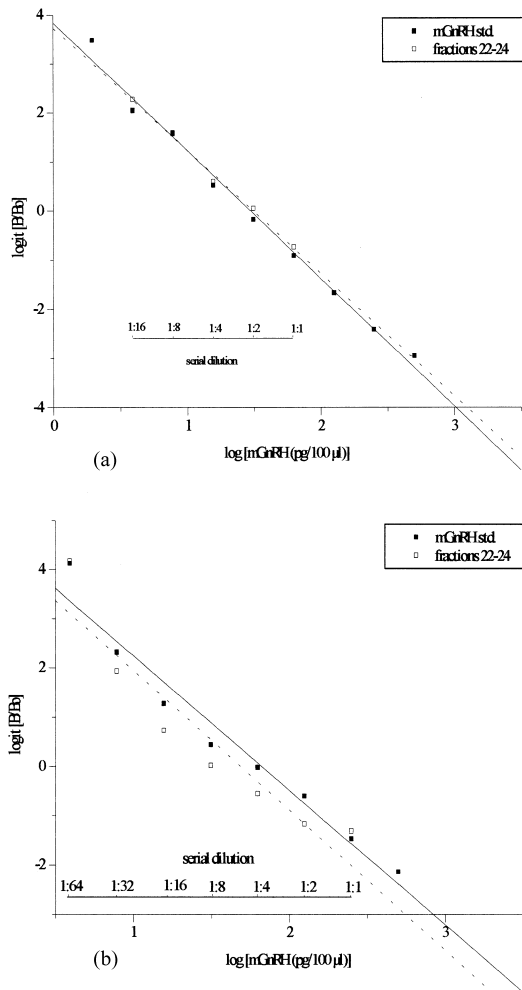 4
mGnRH std.
fractions 22-24
2
0
-2
-4
logit [B/Bo]
1:16 1:8 1:4 1:2 1:1
serial dilution
0 1 2 3
(a)
log [mGnRH (pg/100 µl)]
mGnRH std.
fractions 22-24
4
2
0
-2
logit [B/Bo]
serial dilution
1:64 1:32 1:16 1:8 1:4 1:2 1:1
1 2 3
(b)
log [mGnRH (pg/100 µl)]